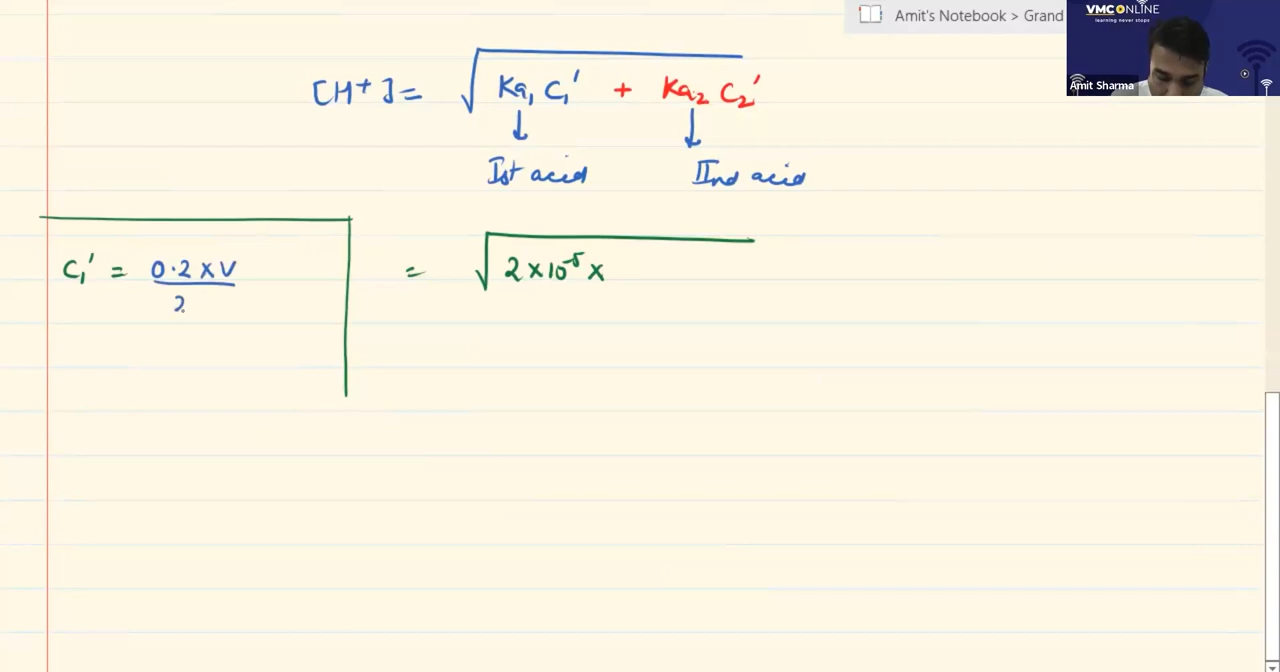 Amit's Notebook > Grand
VMC ONLINE
learning never stops
Amit Sharma
[H+] = √ Ka₁ C₁' + Ka₂ C₂'
Ist acid IInd acid
C₁' = 0.2 x V
2
= √ 2 x 10⁻⁵ x